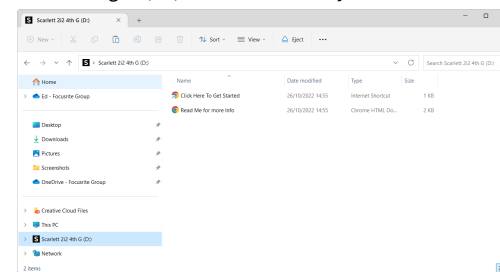 Scarlett 2i2 4th G (D:)
New
Sort
View
Eject
Scarlett 2i2 4th G (D:)
Search Scarlett 2i2 4th G (D:)
Home
Ed - Focusrite Group
Desktop
Downloads
Pictures
Screenshots
OneDrive - Focusrite Group
Creative Cloud Files
This PC
Scarlett 2i2 4th G (D:)
Network
Name Date modified Type Size
Click Here To Get Started 26/10/2022 14:55 Internet Shortcut 1 KB
Read Me for more Info 26/10/2022 14:55 Chrome HTML Do... 2 KB
2 items